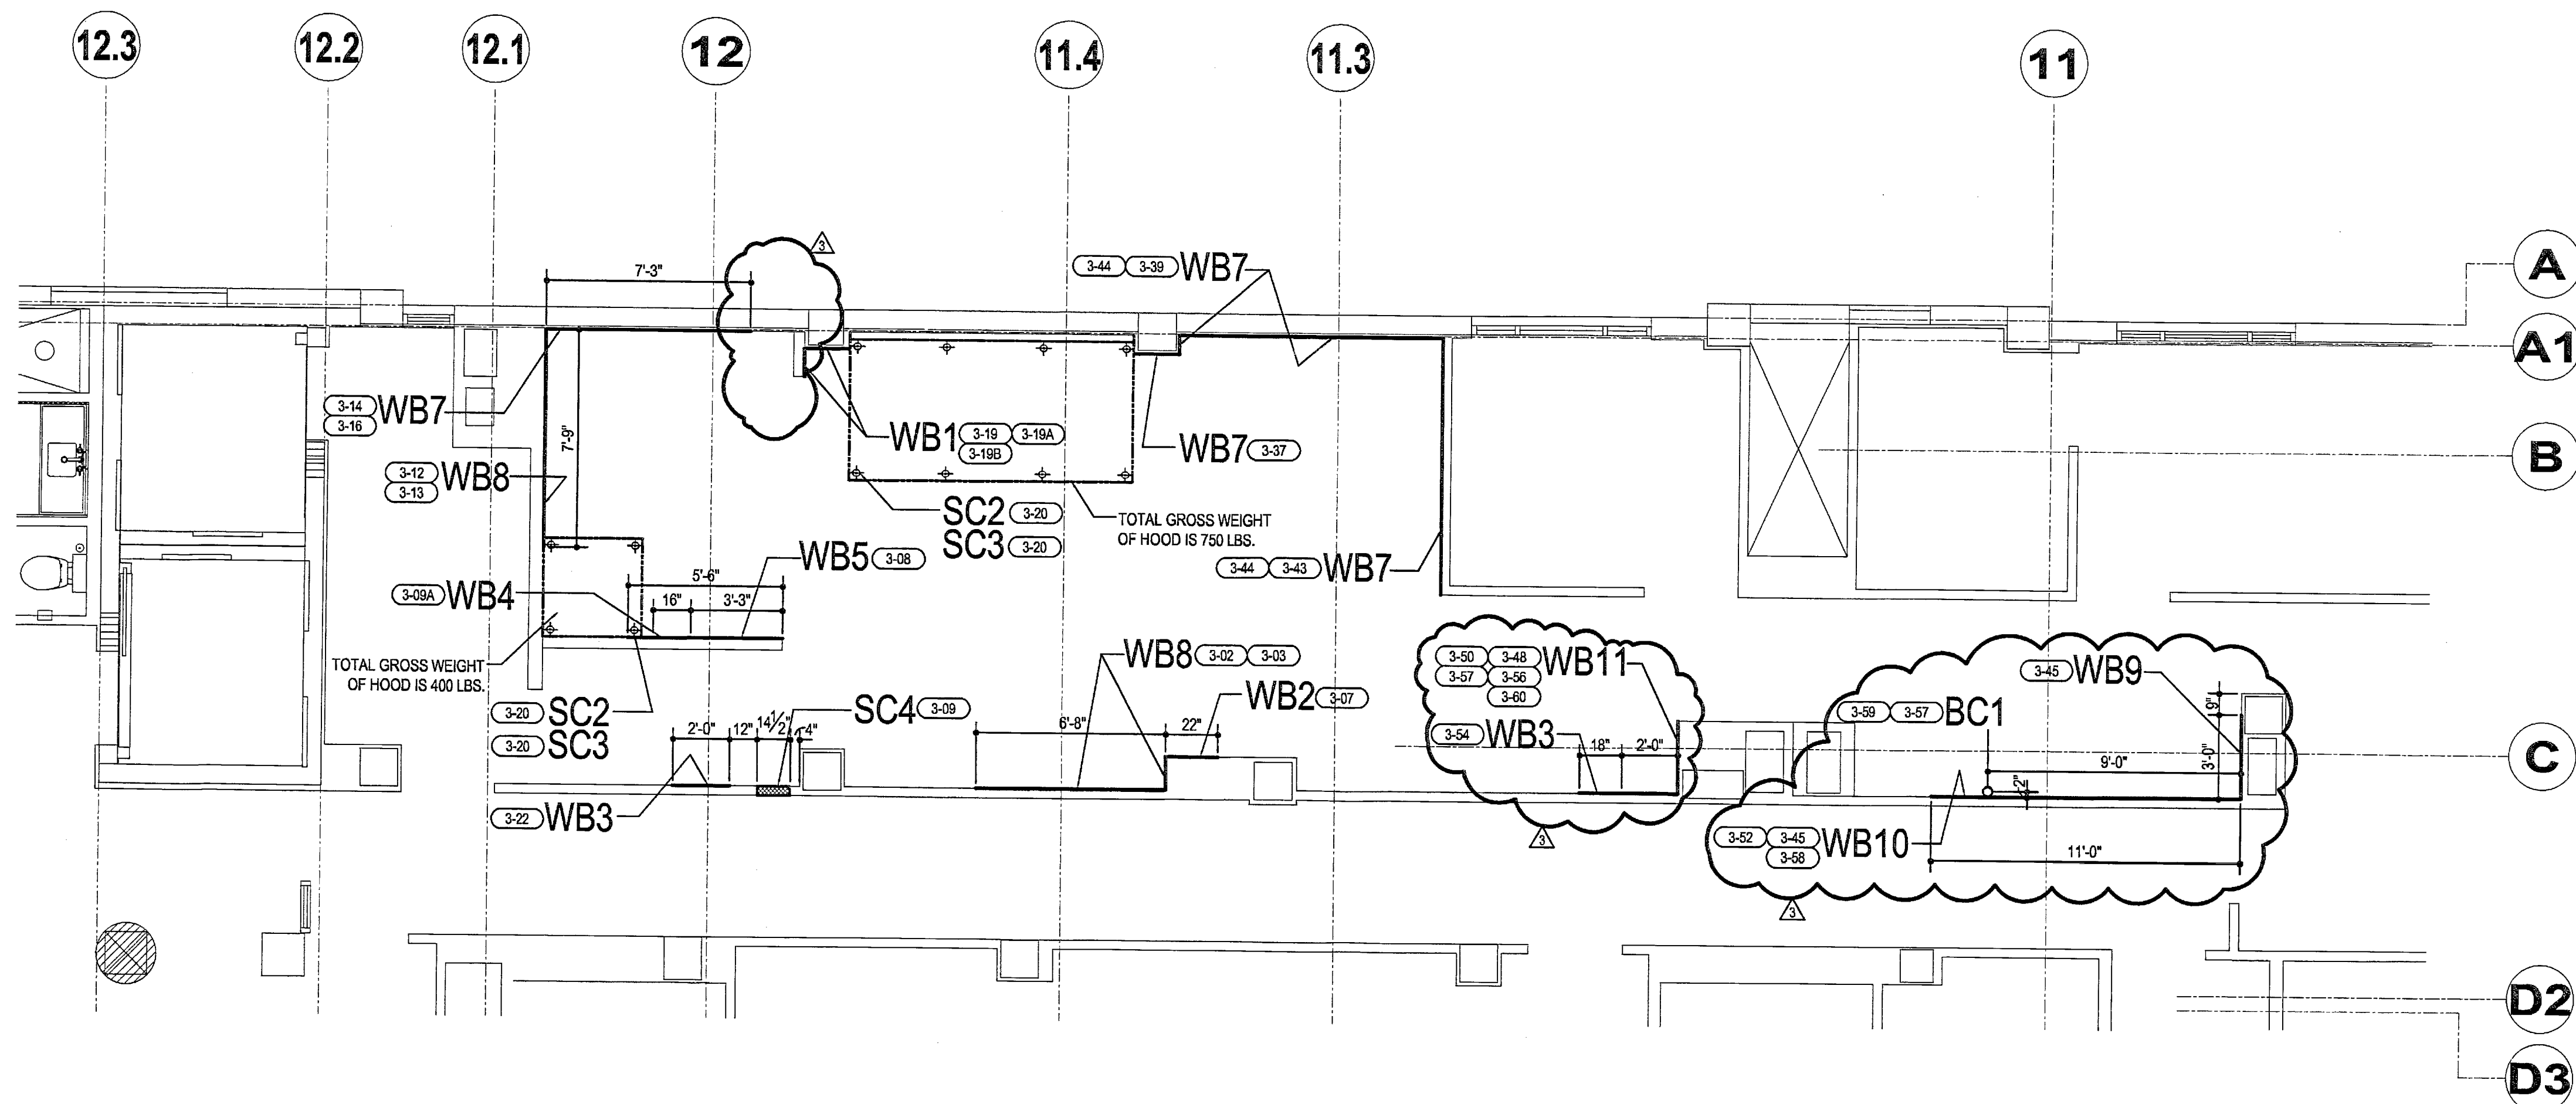 12.3
12.2
12.1
12
11.4
11.3
11
A
A1
B
C
D2
D3
3
7'-3"
3-44 3-39 WB7
3-14 WB7
3-16
7'-9"
WB1 3-19 3-19A
3-19B
WB7 3-37
3-12 WB8
3-13
SC2 3-20
SC3 3-20
TOTAL GROSS WEIGHT
OF HOOD IS 750 LBS.
WB5 3-08
3-44 3-43 WB7
5'-6"
3-09A WB4
16"
3'-3"
TOTAL GROSS WEIGHT
OF HOOD IS 400 LBS.
WB8 3-02 3-03
3-50 3-48 WB11
3-57 3-56
3-60
3-45 WB9
9"
3-20 SC2
3-20 SC3
SC4 3-09
WB2 3-07
3-59 3-57 BC1
2'-0"
12"
14 1/2"
4"
6'-8"
22"
3-54 WB3
18"
2'-0"
9'-0"
3'-0"
2"
3-22 WB3
3
3-52 3-45 WB10
3-58
11'-0"
3